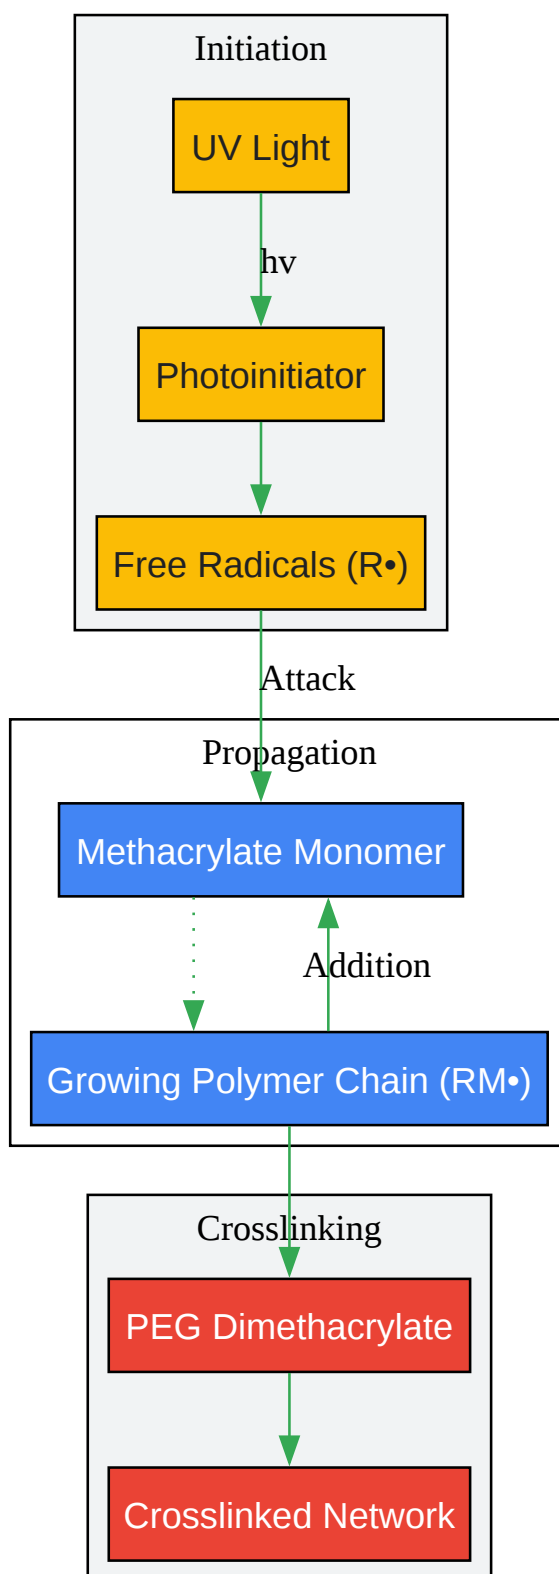 Initiation
UV Light
hv
Photoinitiator
Free Radicals (R•)
Attack
Propagation
Methacrylate Monomer
Addition
Growing Polymer Chain (RM•)
Crosslinking
PEG Dimethacrylate
Crosslinked Network